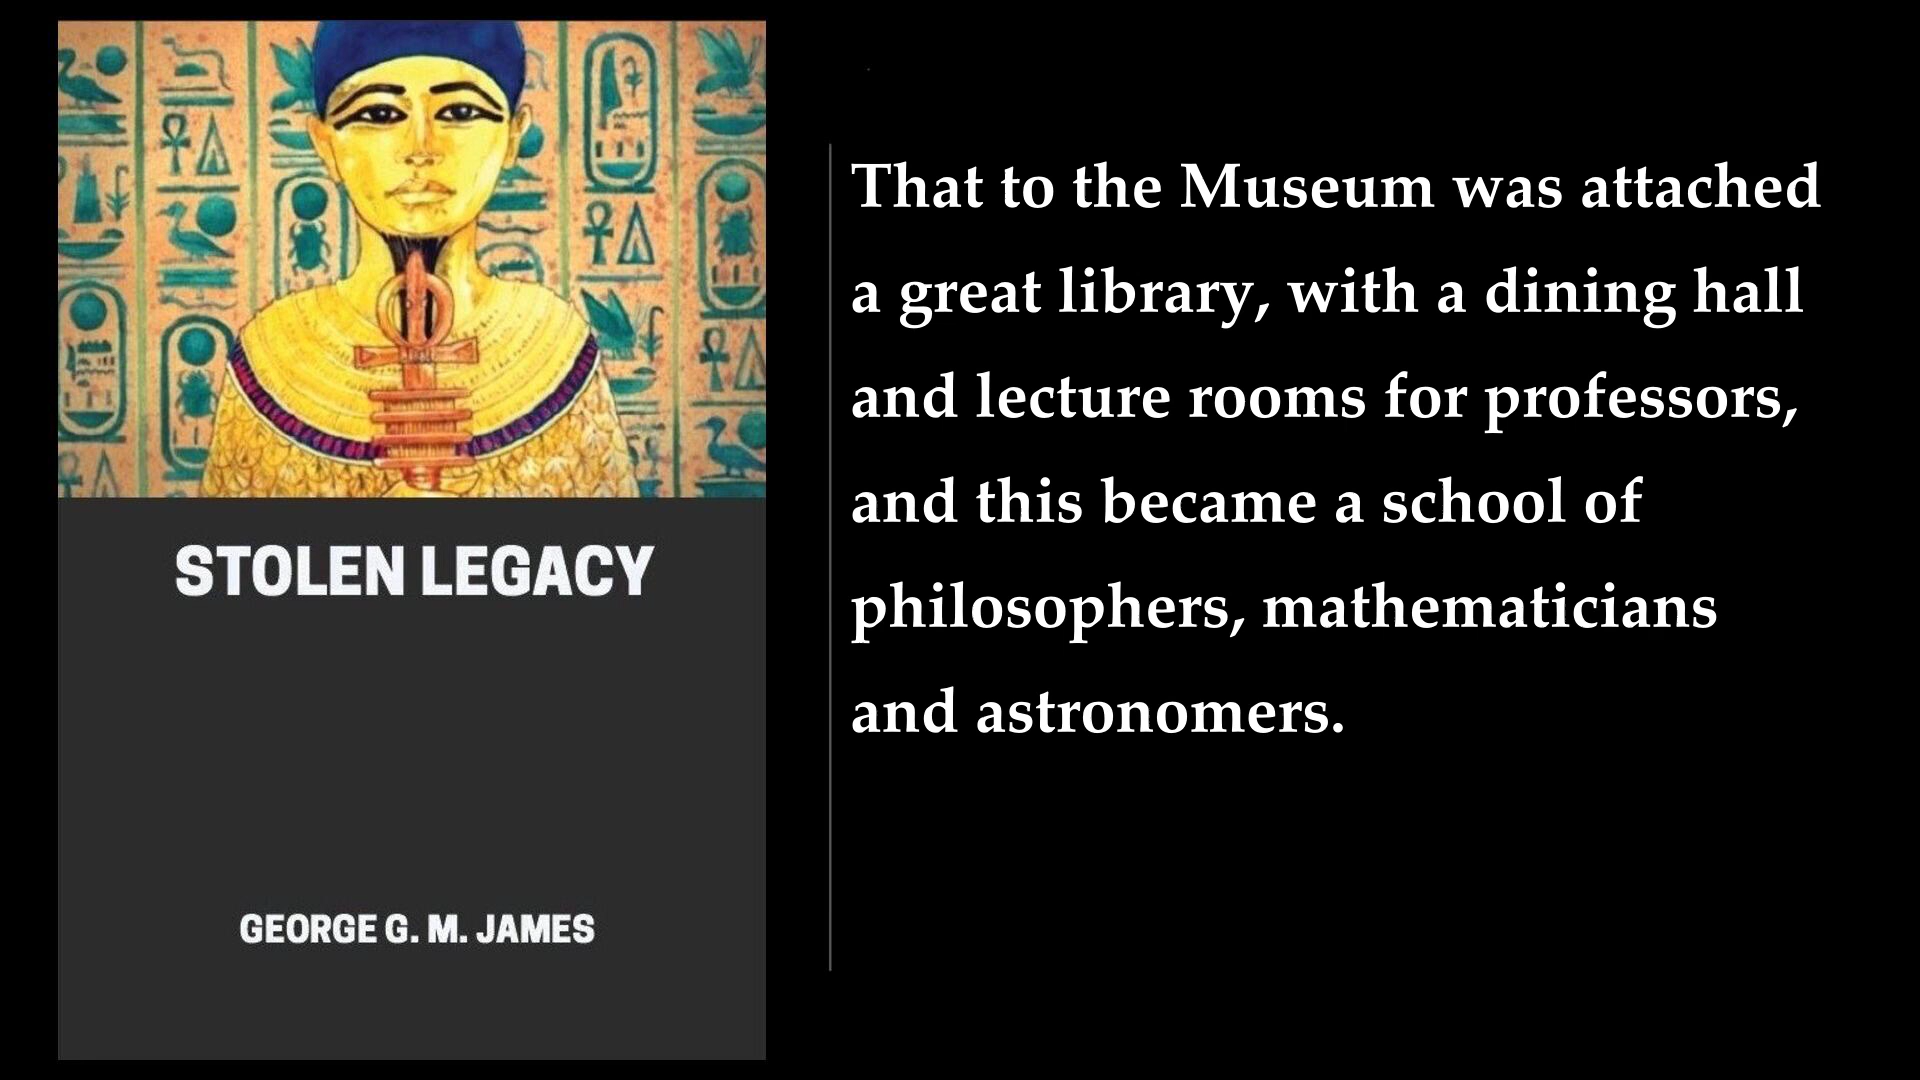 STOLEN LEGACY
GEORGE G. M. JAMES
That to the Museum was attached
a great library, with a dining hall
and lecture rooms for professors,
and this became a school of
philosophers, mathematicians
and astronomers.